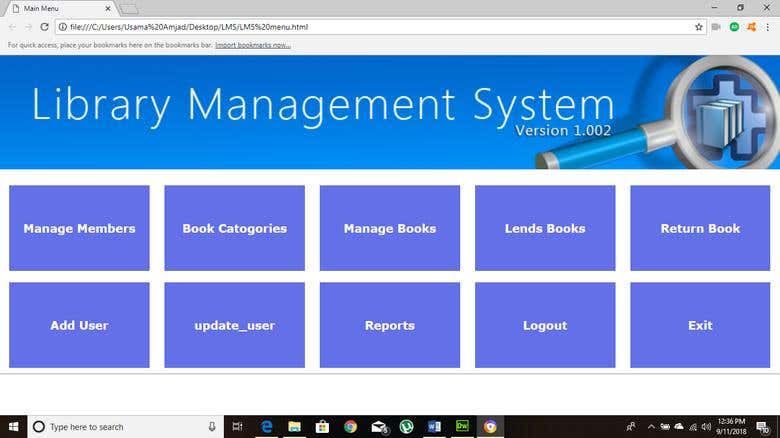 Main Menu
file:///C:/Users/Usama%20Amjad/Desktop/LMS/LMS%20menu.html
For quick access, place your bookmarks here on the bookmarks bar. Import bookmarks now...
Library Management System
Version 1.002
Manage Members
Book Catogories
Manage Books
Lends Books
Return Book
Add User
update_user
Reports
Logout
Exit
Type here to search
12:36 PM
9/11/2018